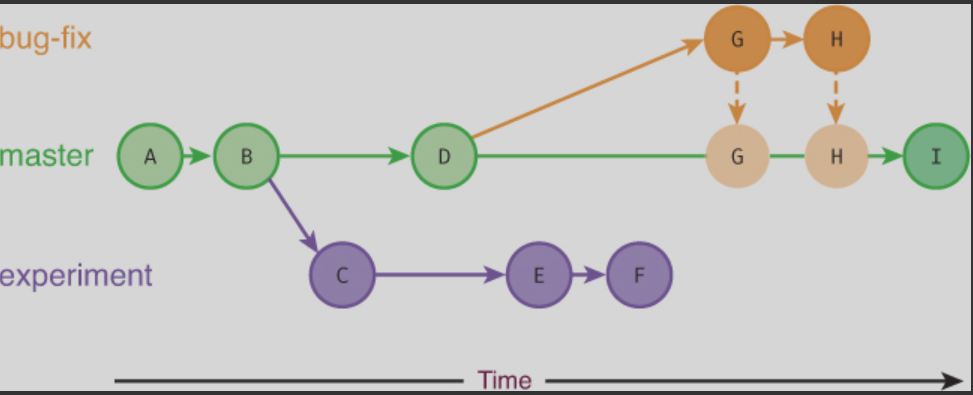 bug-fix
G H
master
A B D G H I
experiment
C E F
Time